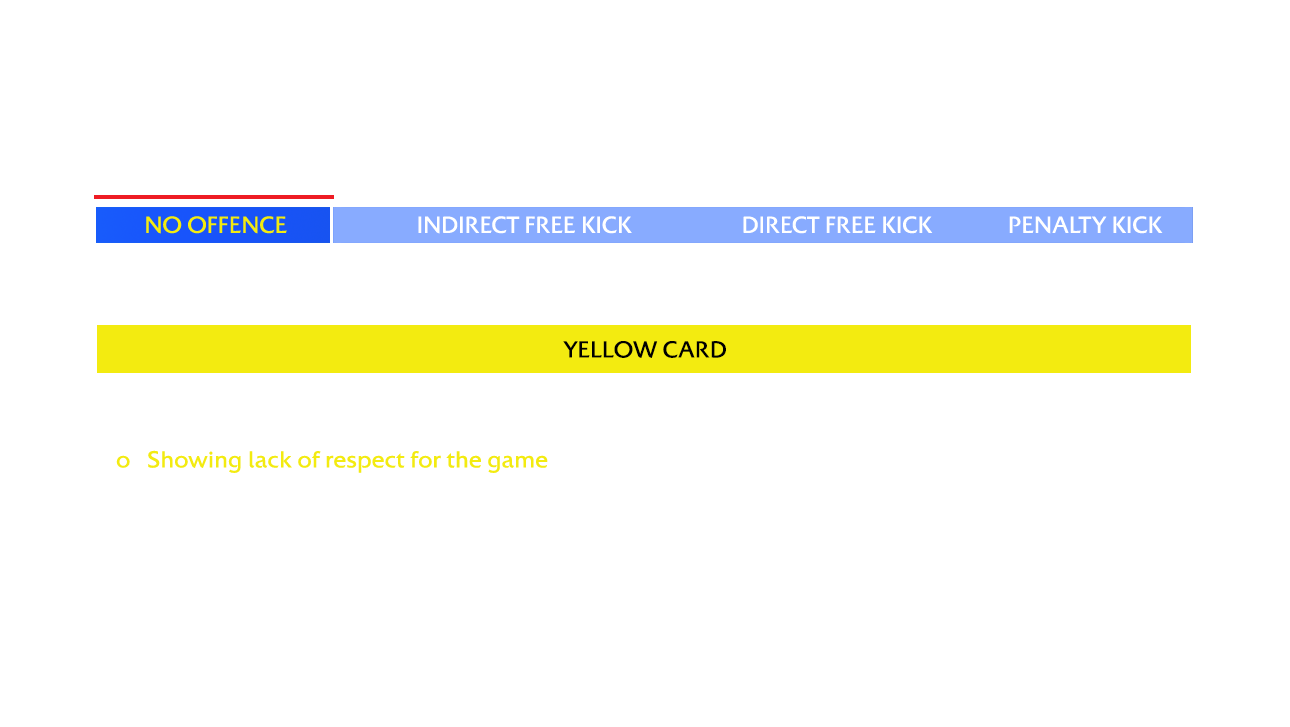 NO OFFENCE INDIRECT FREE KICK DIRECT FREE KICK PENALTY KICK
YELLOW CARD
o Showing lack of respect for the game